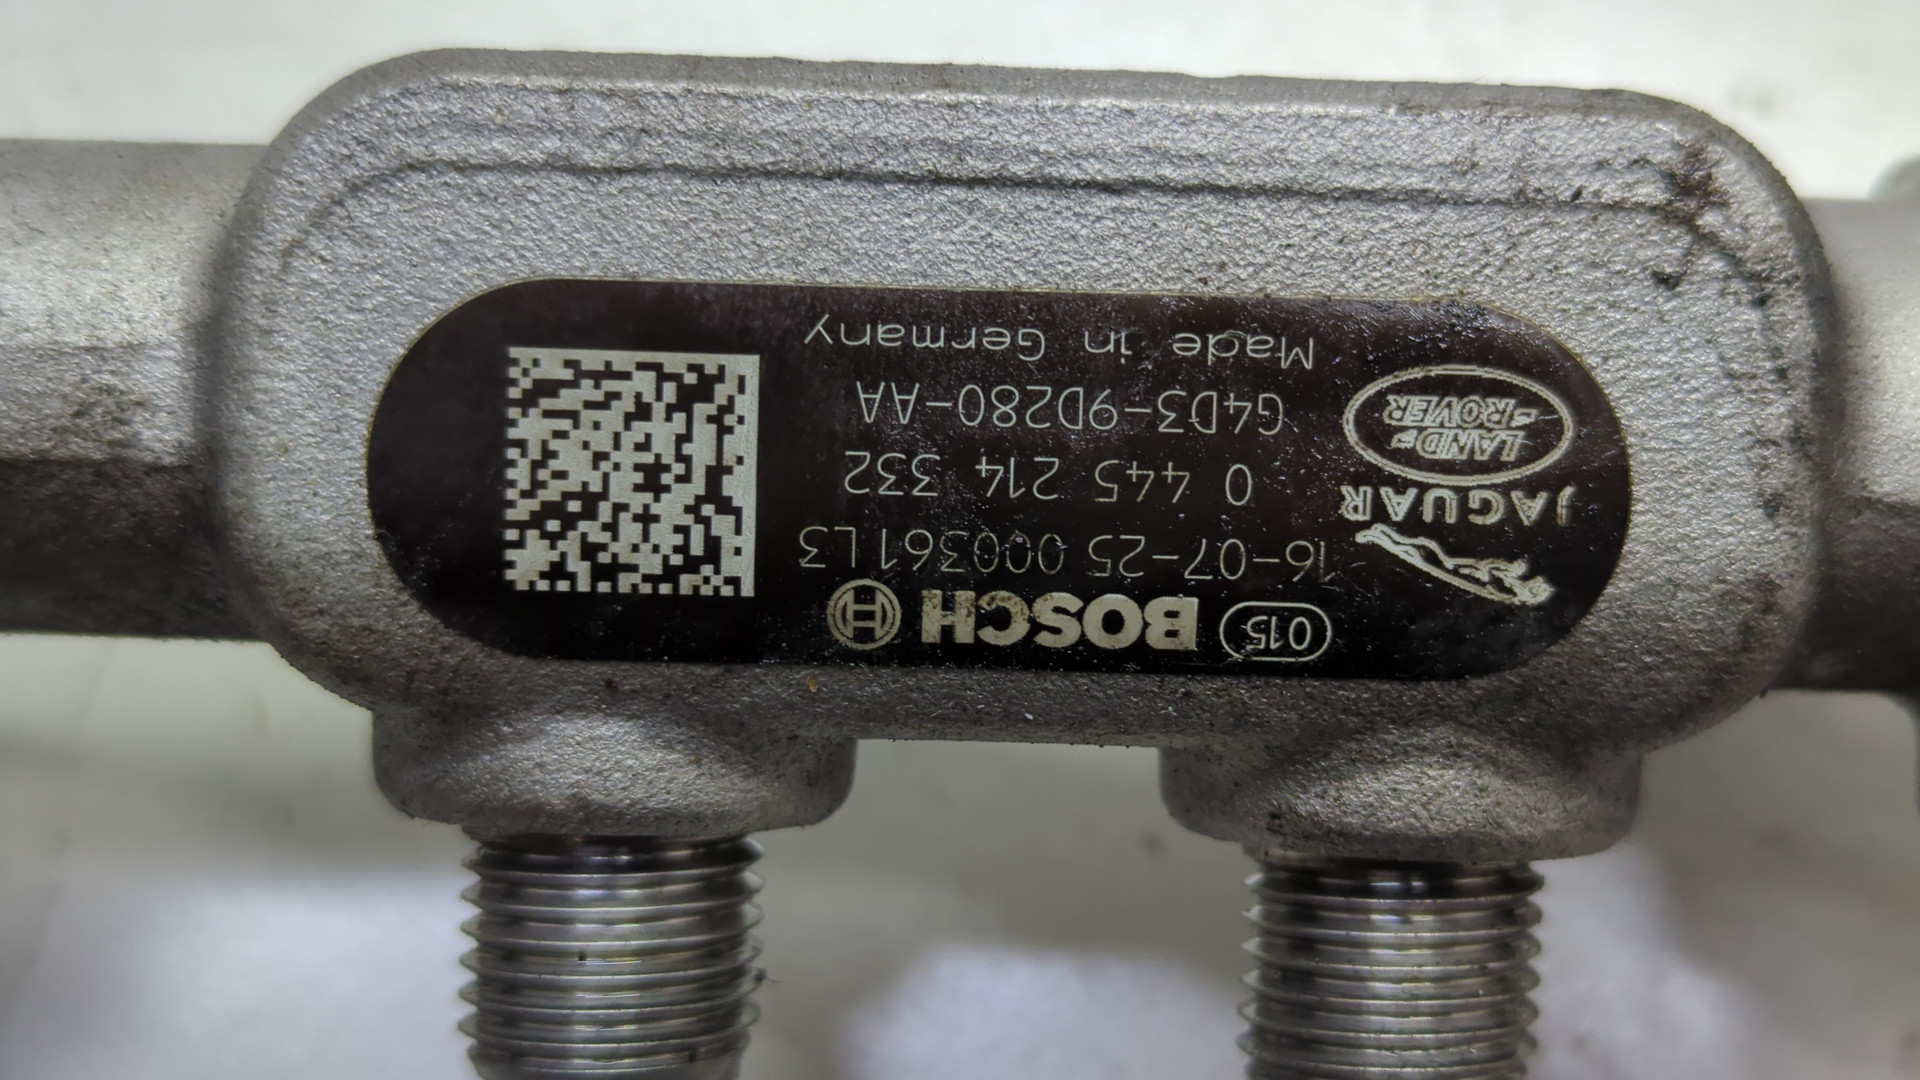 015 BOSCH
16-07-25 000361 L3
JAGUAR
0 445 214 332
LAND-
-ROVER
G4D3-9D280-AA
Made in Germany